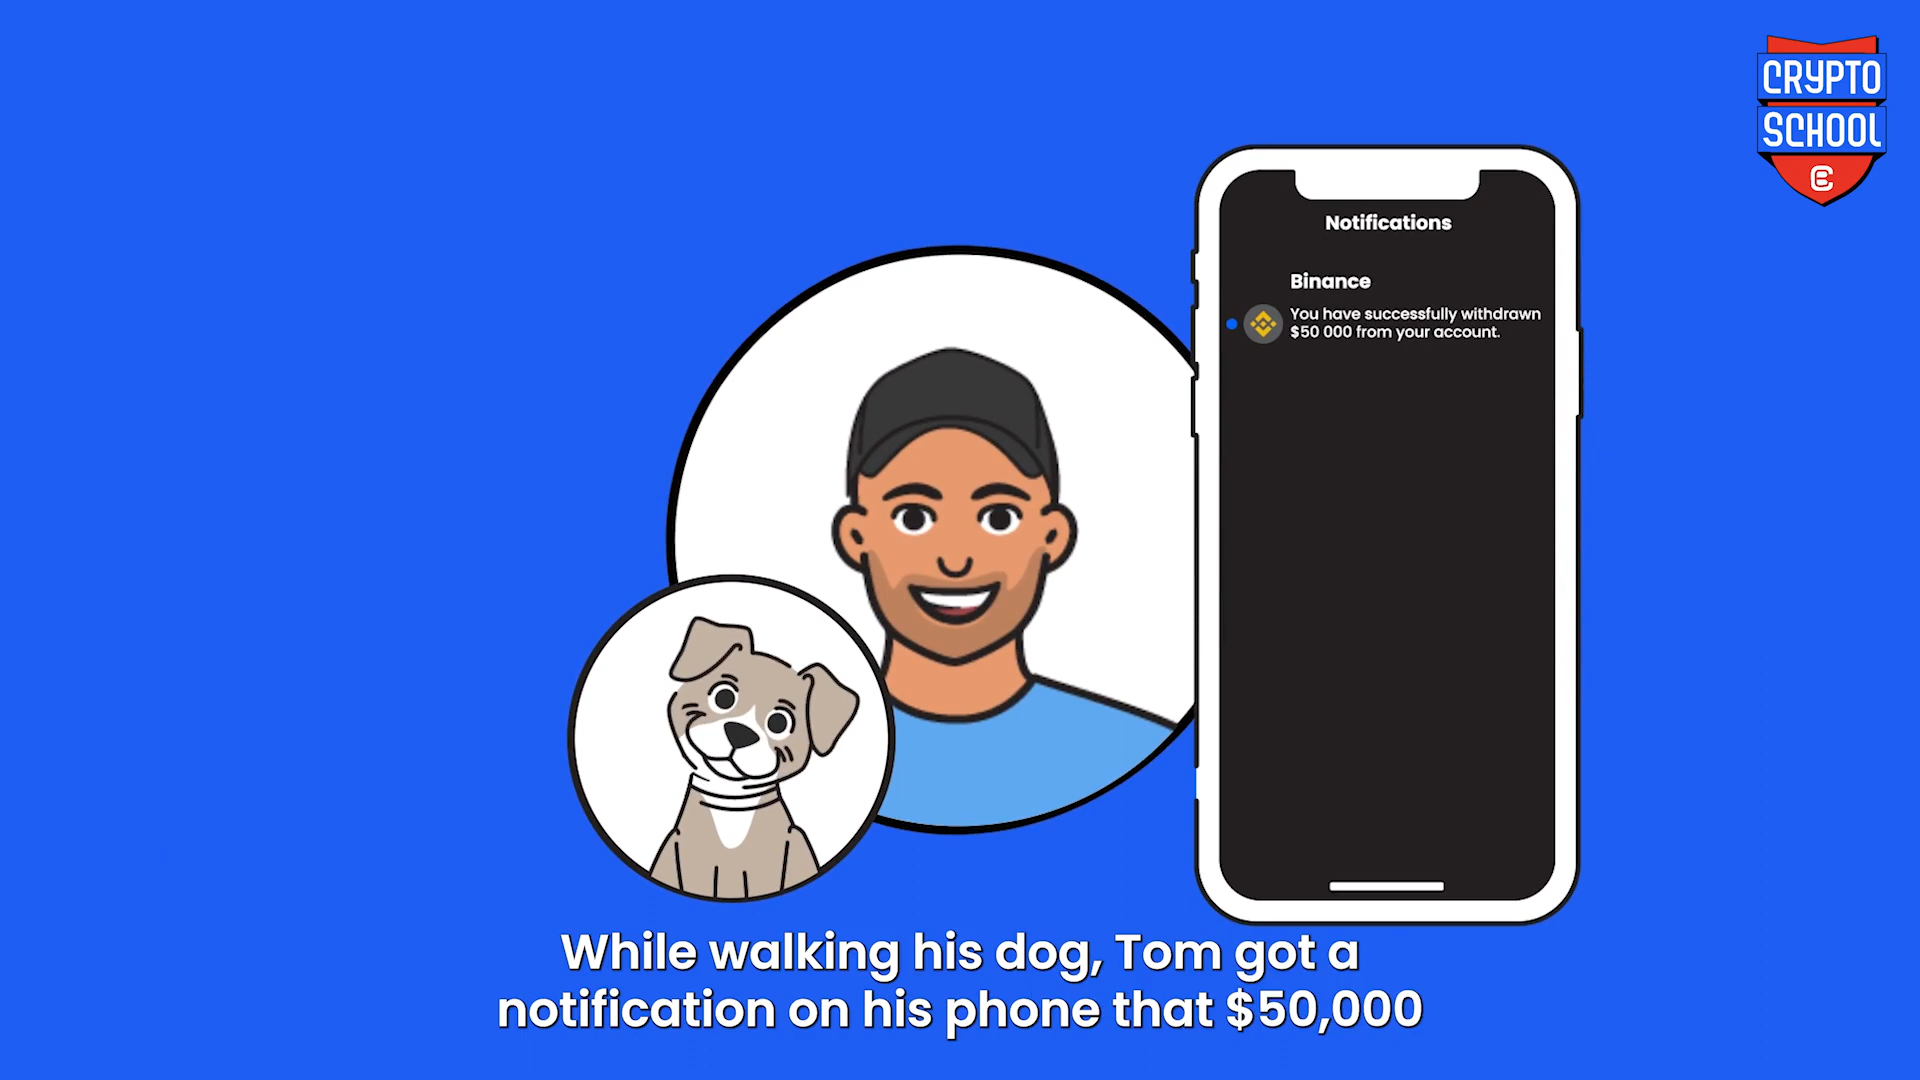 CRYPTO
SCHOOL
Notifications
Binance
You have successfully withdrawn
$50 000 from your account.
While walking his dog, Tom got a
notification on his phone that $50,000